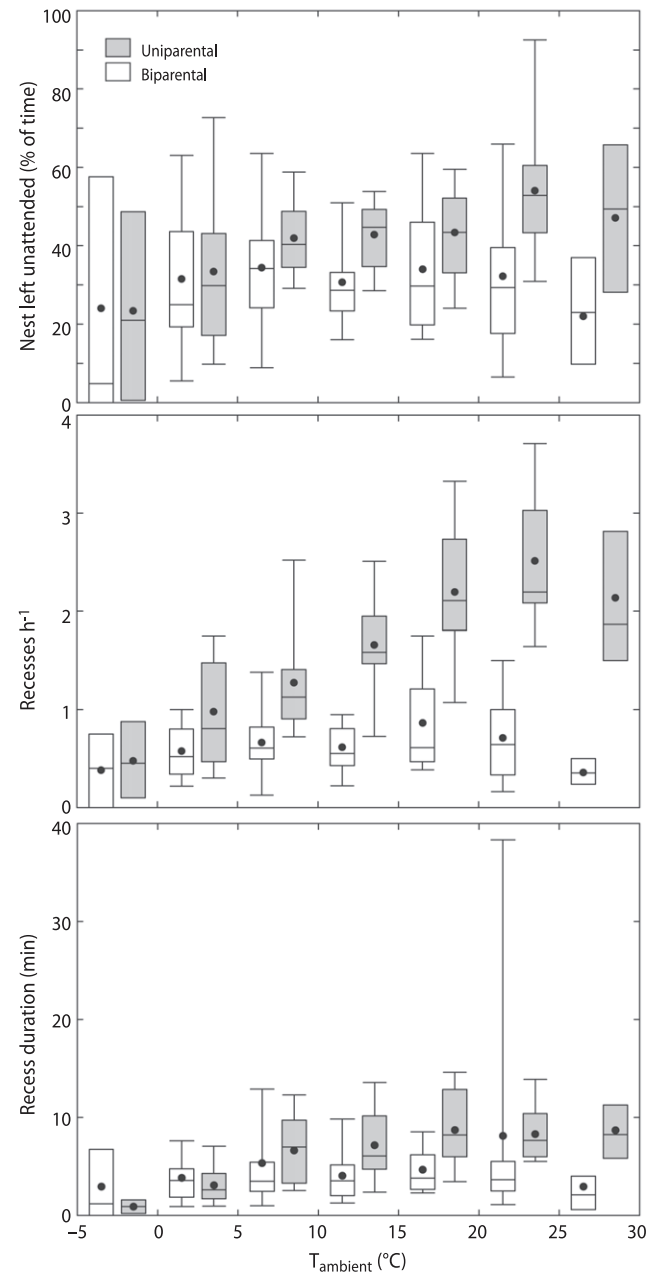 100
80
60
40
20
0
Nest left unattended (% of time)
Uniparental
Biparental
4
3
2
1
0
Recesses h-1
40
30
20
10
0
Recess duration (min)
−5 0 5 10 15 20 25 30
Tambient (°C)